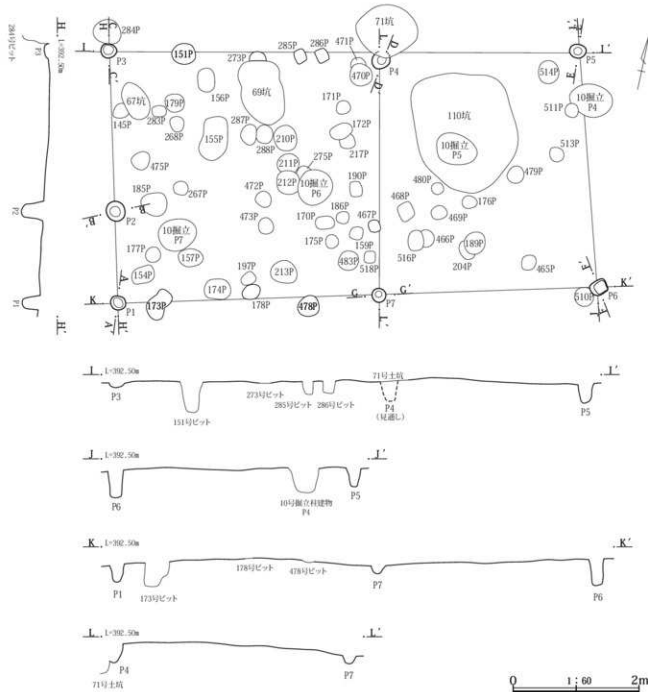 H
L=392.50m
H'
284号ピット
P3
P2
P1
C
H
284P
I
P3
C'
151P
273P
285P
286P
471P
71坑
L
D
P4
470P
D'
I'
J'
P5
E
514P
10掘立
P4
511P
67坑
179P
156P
69坑
171P
145P
283P
268P
155P
287P
288P
210P
172P
217P
110坑
10掘立
P5
513P
475P
211P
275P
212P
10掘立
P6
190P
480P
479P
185P
B
267P
472P
186P
468P
176P
P2
B'
473P
170P
467P
469P
10掘立
P7
175P
159P
466P
189P
177P
157P
483P
516P
204P
A
154P
213P
518P
465P
197P
F'
K
P1
173P
174P
178P
478P
G
G'
P7
510P
K'
P6
H'
A'
L'
F
I
L=392.50m
71号土坑
I'
P3
151号ピット
273号ピット
285号ピット
286号ピット
P4
(見通し)
P5
J
L=392.50m
J'
P6
10号掘立柱建物
P4
P5
K
L=392.50m
K'
P1
173号ピット
178号ピット
478号ピット
P7
P6
L
L=392.50m
L'
P4
71号土坑
P7
0
1:60
2m